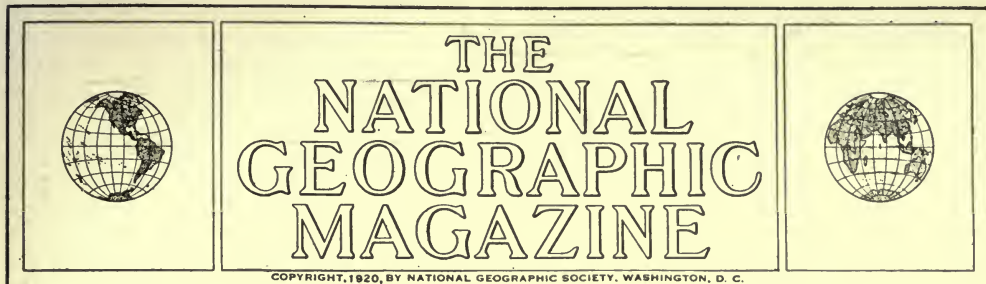 THE
NATIONAL
GEOGRAPHIC
MAGAZINE
COPYRIGHT, 1920, BY NATIONAL GEOGRAPHIC SOCIETY, WASHINGTON, D. C.